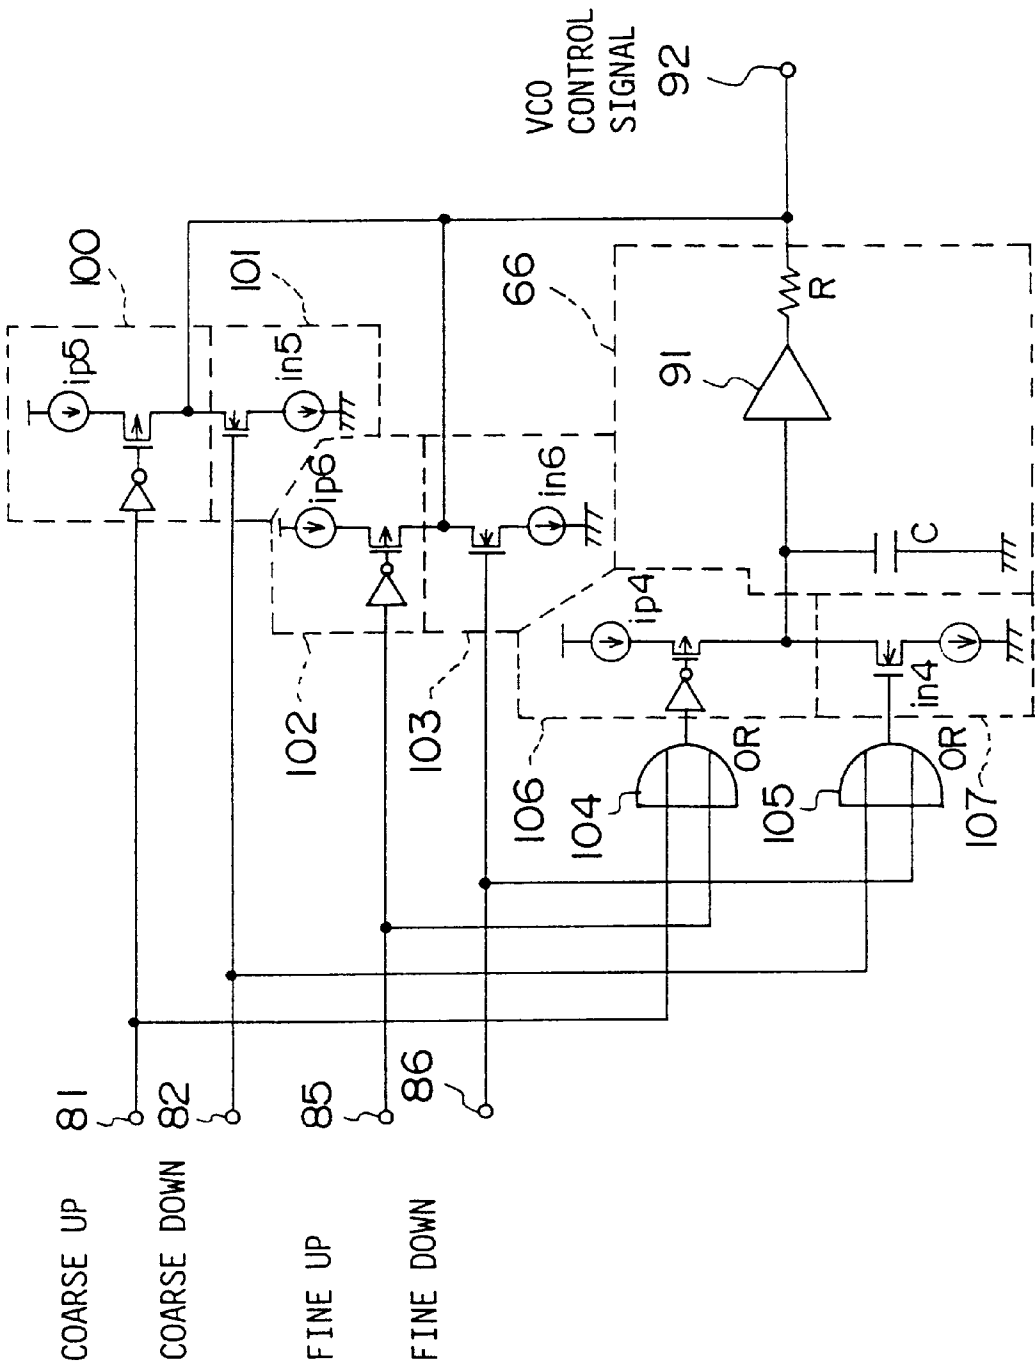 COARSE UP
81
COARSE DOWN
82
FINE UP
85
FINE DOWN
86
100
ip5
101
in5
102
ip6
103
in6
66
91
R
C
VCO
CONTROL
SIGNAL
92
106
ip4
104
OR
105
OR
in4
107